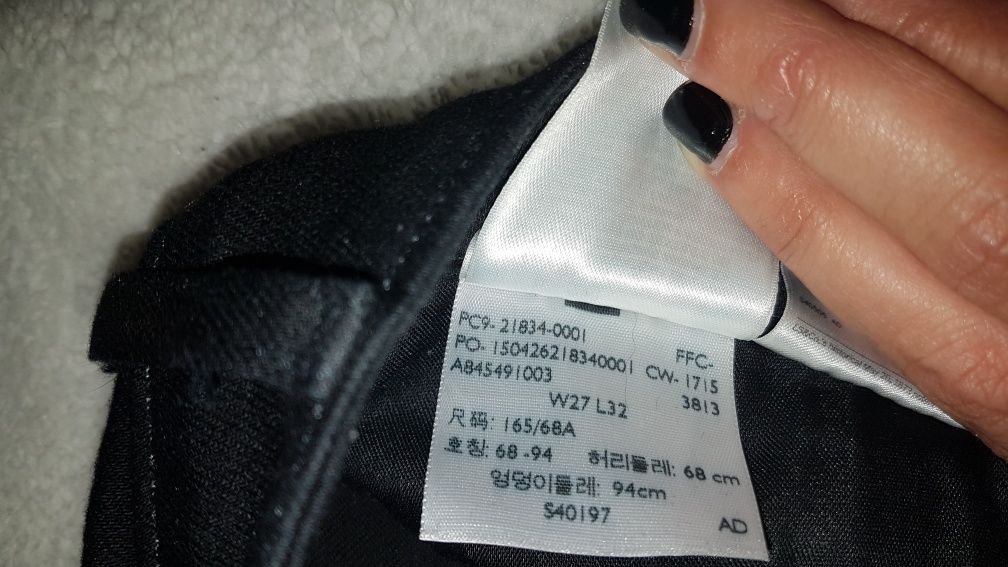 PC9- 21834-0001
PO- 150426218340001 FFC-
A845491003 CW- 1715
3813
W27 L32
尺码: 165/68A
호칭: 68 -94 허리둘레: 68 cm
엉덩이둘레: 94cm
S40197
AD